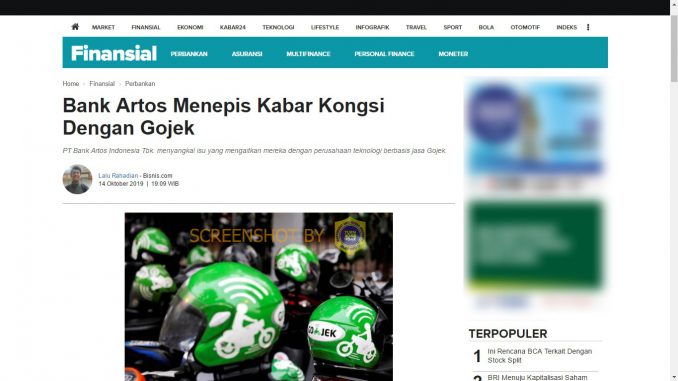 MARKET FINANSIAL EKONOMI KABAR24 TEKNOLOGI LIFESTYLE INFOGRAFIK TRAVEL SPORT BOLA OTOMOTIF INDEKS
Finansial PERBANKAN ASURANSI MULTIFINANCE PERSONAL FINANCE MONETER
Home › Finansial › Perbankan
Bank Artos Menepis Kabar Kongsi
Dengan Gojek
PT Bank Artos Indonesia Tbk. menyangkal isu yang mengaitkan mereka dengan perusahaan teknologi berbasis jasa Gojek.
Lalu Rahadian - Bisnis.com
14 Oktober 2019 | 19:09 WIB
SCREENSHOT BY
GO JEK
TERPOPULER
1 Ini Rencana BCA Terkait Dengan
Stock Split
BRI Menuju Kapitalisasi Saham